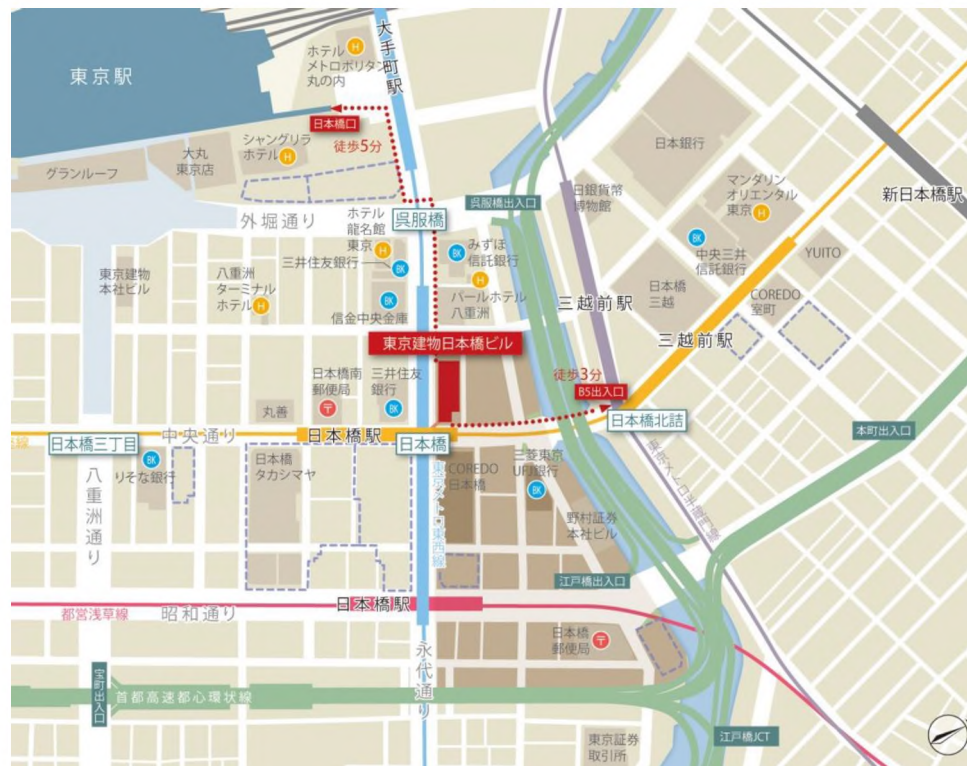 大手町駅
東京駅
ホテル
メトロポリタン
丸の内
日本橋口
徒歩5分
シャングリラ
ホテル
大丸
東京店
グランルーフ
外堀通り
呉服橋
ホテル
龍名館
東京
三井住友銀行
BK
みずほ
信託銀行
BK
パールホテル
八重洲
信金中央金庫
BK
八重洲
ターミナル
ホテル
東京建物
本社ビル
呉服橋出入口
日銀貨幣
博物館
日本銀行
マンダリン
オリエンタル
東京
新日本橋駅
中央三井
信託銀行
BK
YUITO
日本橋
三越
COREDO
室町
三越前駅
三越前駅
東京建物日本橋ビル
徒歩3分
B5出入口
日本橋北詰
本町出入口
日本橋南
郵便局
三井住友
銀行
BK
丸善
日本橋三丁目
中央通り
日本橋駅
日本橋
BK
りそな銀行
日本橋
タカシマヤ
八重洲通り
COREDO
日本橋
東京メトロ東西線
三菱東京
UFJ銀行
BK
野村証券
本社ビル
江戸橋出入口
都営浅草線
昭和通り
日本橋駅
日本橋
郵便局
永代通り
宝町出入口
首都高速都心環状線
東京証券
取引所
江戸橋JCT
H
H
H
H
H
H